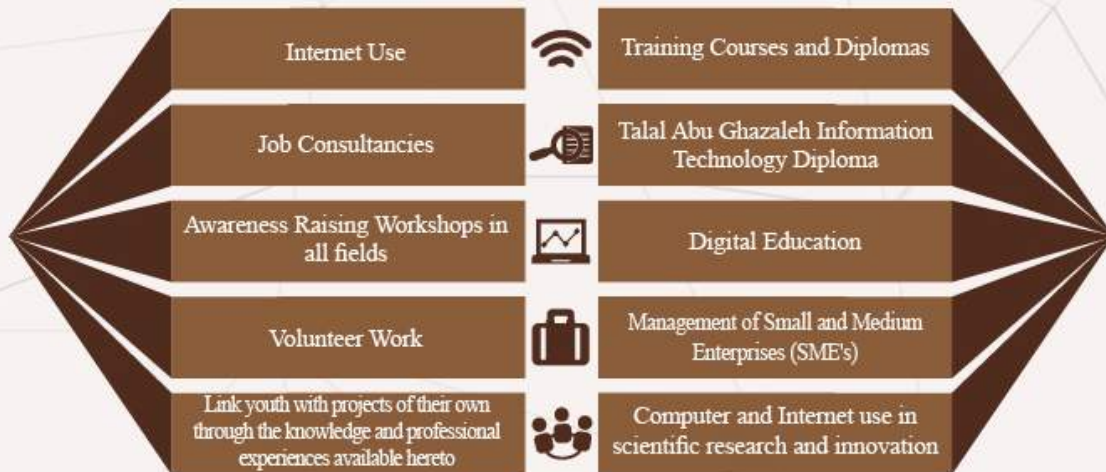 Internet Use
Training Courses and Diplomas
Job Consultancies
Talal Abu Ghazaleh Information
Technology Diploma
Awareness Raising Workshops in
all fields
Digital Education
Volunteer Work
Management of Small and Medium
Enterprises (SME's)
Link youth with projects of their own
through the knowledge and professional
experiences available hereto
Computer and Internet use in
scientific research and innovation